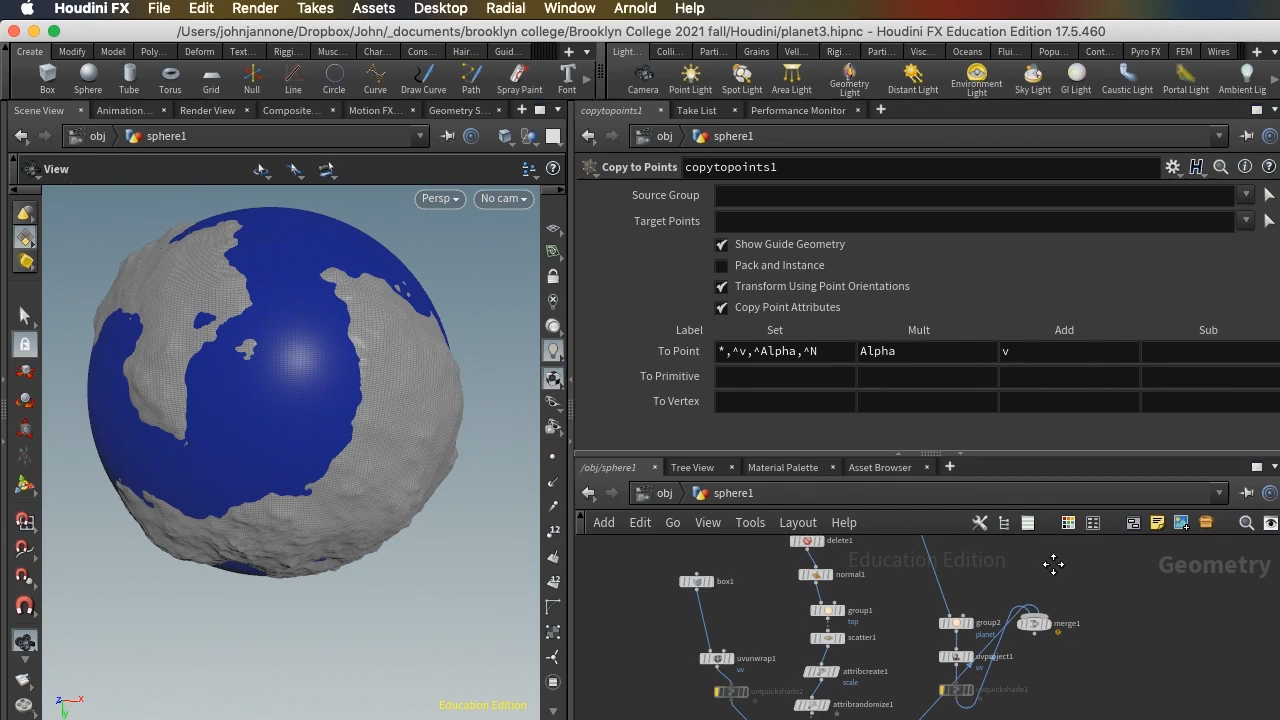 Houdini FX File Edit Render Takes Assets Desktop Radial Window Arnold Help
/Users/johnjannone/Dropbox/John/_documents/brooklyn college/Brooklyn College 2021 fall/Houdini/planet3.hipnc - Houdini FX Education Edition 17.5.460
Create Modify Model Poly... Deform Text... Riggi... Musc... Char... Cons... Hair... Guid... Light... Colli... Parti... Grains Vell... Rigi... Parti... Visc... Oceans Flui... Popu... Cont... Pyro FX FEM Wires
Box Sphere Tube Torus Grid Null Line Circle Curve Draw Curve Path Spray Paint Font Camera Point Light Spot Light Area Light Geometry Light Distant Light Environment Light Sky Light GI Light Caustic Light Portal Light Ambient Lig
Scene View Animation... Render View Composite... Motion FX... Geometry S... copytopoints1 Take List Performance Monitor
obj sphere1 obj sphere1
View
Copy to Points copytopoints1
Persp No cam
Source Group
Target Points
Show Guide Geometry
Pack and Instance
Transform Using Point Orientations
Copy Point Attributes
Label Set Mult Add Sub
To Point *,^v,^Alpha,^N Alpha v
To Primitive
To Vertex
/obj/sphere1 Tree View Material Palette Asset Browser
obj sphere1
Add Edit Go View Tools Layout Help
delete1
Education Edition Geometry
normal1
box1
group1
top
group2
planet
merge1
scatter1
uvunwrap1
uv
uvproject1
uv
attribcreate1
scale
uvquickshade2
uvquickshade1
attribrandomize1
z x
y
Education Edition
12
12